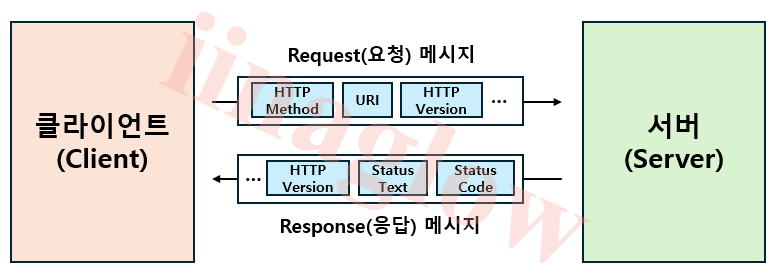 클라이언트
(Client)
Request(요청) 메시지
HTTP
Method
URI
HTTP
Version
...
...
HTTP
Version
Status
Text
Status
Code
Response(응답) 메시지
서버
(Server)
iinaglow